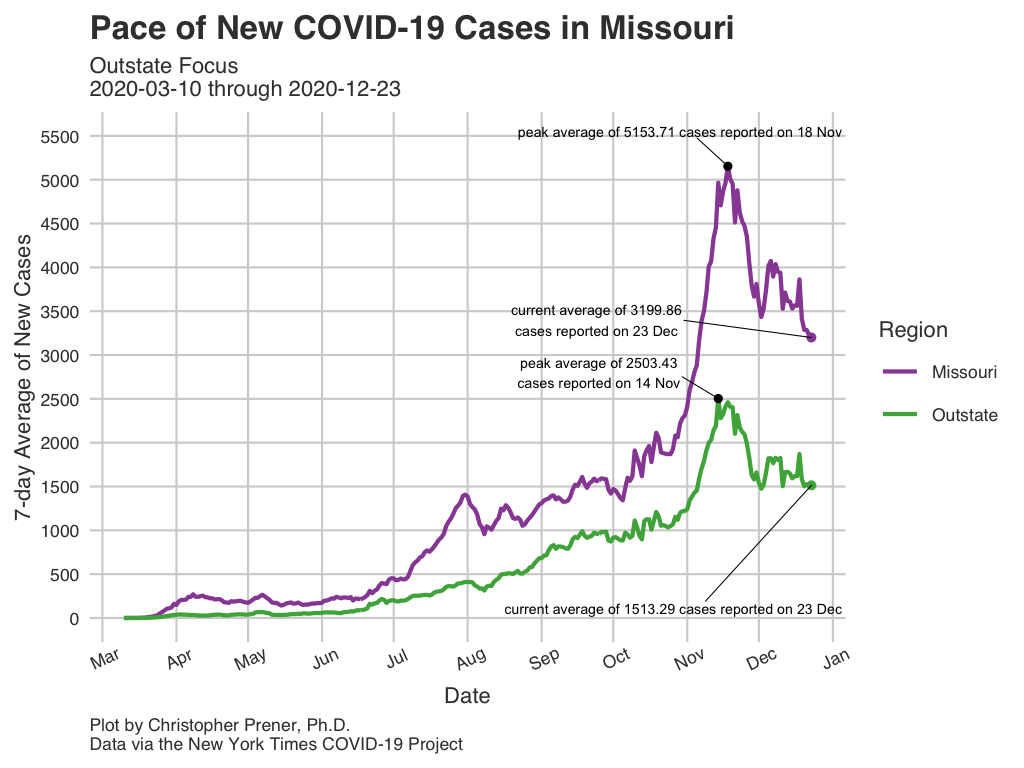 Pace of New COVID-19 Cases in Missouri
Outstate Focus
2020-03-10 through 2020-12-23
7-day Average of New Cases
5500
5000
4500
4000
3500
3000
2500
2000
1500
1000
500
0
peak average of 5153.71 cases reported on 18 Nov
current average of 3199.86
cases reported on 23 Dec
peak average of 2503.43
cases reported on 14 Nov
current average of 1513.29 cases reported on 23 Dec
Mar Apr May Jun Jul Aug Sep Oct Nov Dec Jan
Date
Region
Missouri
Outstate
Plot by Christopher Prener, Ph.D.
Data via the New York Times COVID-19 Project